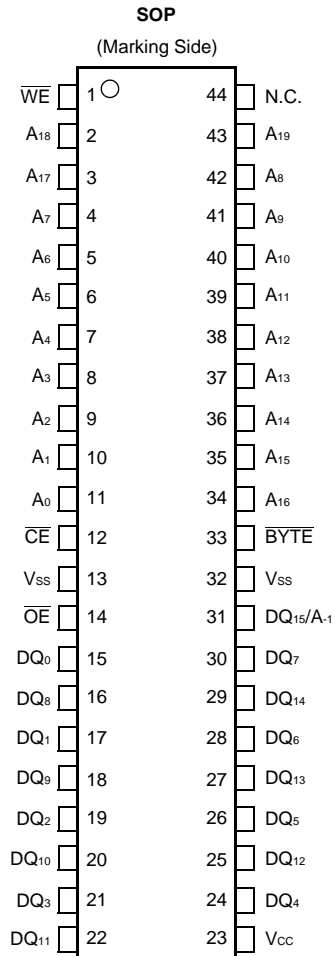 SOP
(Marking Side)
W̅E̅ 1 44 N.C.
A18 2 43 A19
A17 3 42 A8
A7 4 41 A9
A6 5 40 A10
A5 6 39 A11
A4 7 38 A12
A3 8 37 A13
A2 9 36 A14
A1 10 35 A15
A0 11 34 A16
C̅E̅ 12 33 B̅Y̅T̅E̅
VSS 13 32 VSS
O̅E̅ 14 31 DQ15/A-1
DQ0 15 30 DQ7
DQ8 16 29 DQ14
DQ1 17 28 DQ6
DQ9 18 27 DQ13
DQ2 19 26 DQ5
DQ10 20 25 DQ12
DQ3 21 24 DQ4
DQ11 22 23 VCC